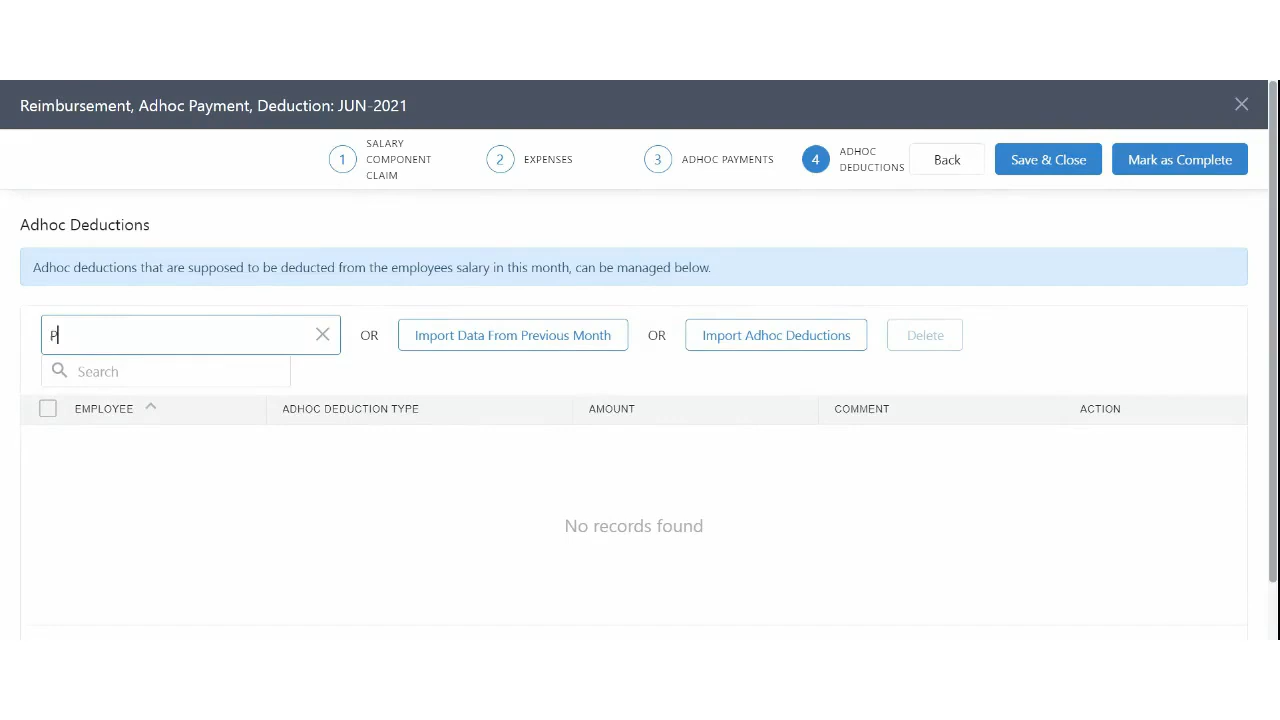 Reimbursement, Adhoc Payment, Deduction: JUN-2021
1 SALARY
COMPONENT
CLAIM
2 EXPENSES
3 ADHOC PAYMENTS
4 ADHOC
DEDUCTIONS
Back
Save & Close
Mark as Complete
Adhoc Deductions
Adhoc deductions that are supposed to be deducted from the employees salary in this month, can be managed below.
P OR Import Data From Previous Month OR Import Adhoc Deductions Delete
Search
EMPLOYEE ADHOC DEDUCTION TYPE AMOUNT COMMENT ACTION
No records found